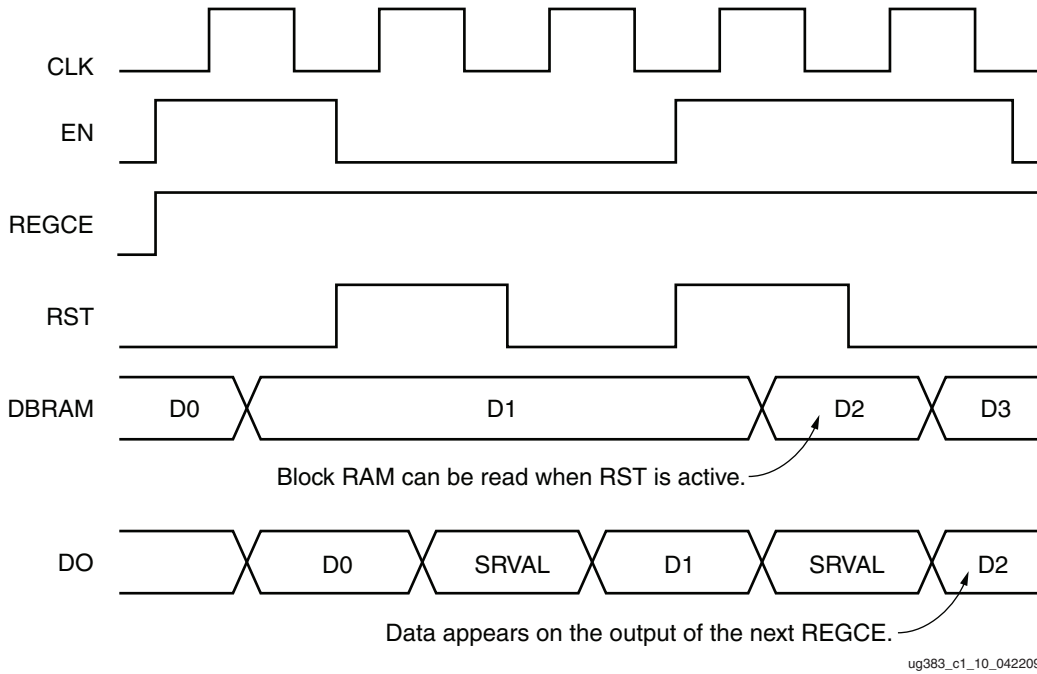 CLK
EN
REGCE
RST
DBRAM D0 D1 D2 D3
Block RAM can be read when RST is active.
DO D0 SRVAL D1 SRVAL D2
Data appears on the output of the next REGCE.
ug383_c1_10_042209